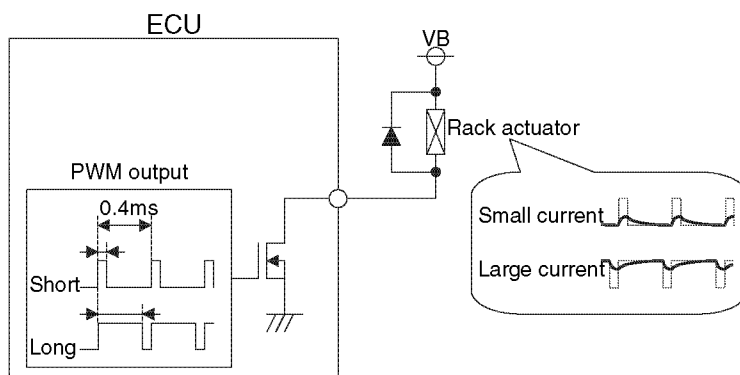 ECU
VB
Rack actuator
PWM output
0.4ms
Short
Long
Small current
Large current